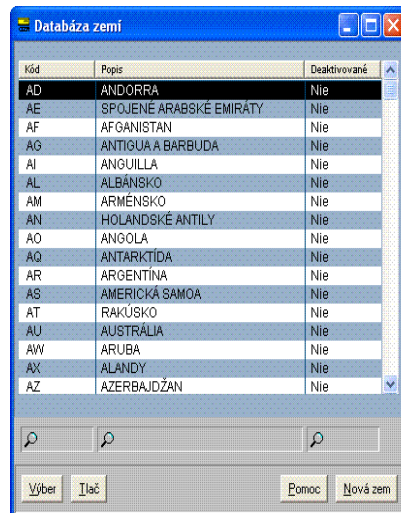 Databáza zemí
Kód Popis Deaktivované
AD ANDORRA Nie
AE SPOJENÉ ARABSKÉ EMIRÁTY Nie
AF AFGANISTAN Nie
AG ANTIGUA A BARBUDA Nie
AI ANGUILLA Nie
AL ALBÁNSKO Nie
AM ARMÉNSKO Nie
AN HOLANDSKÉ ANTILY Nie
AO ANGOLA Nie
AQ ANTARKTÍDA Nie
AR ARGENTÍNA Nie
AS AMERICKÁ SAMOA Nie
AT RAKÚSKO Nie
AU AUSTRÁLIA Nie
AW ARUBA Nie
AX ALANDY Nie
AZ AZERBAJDŽAN Nie
Výber Tlač Pomoc Nová zem